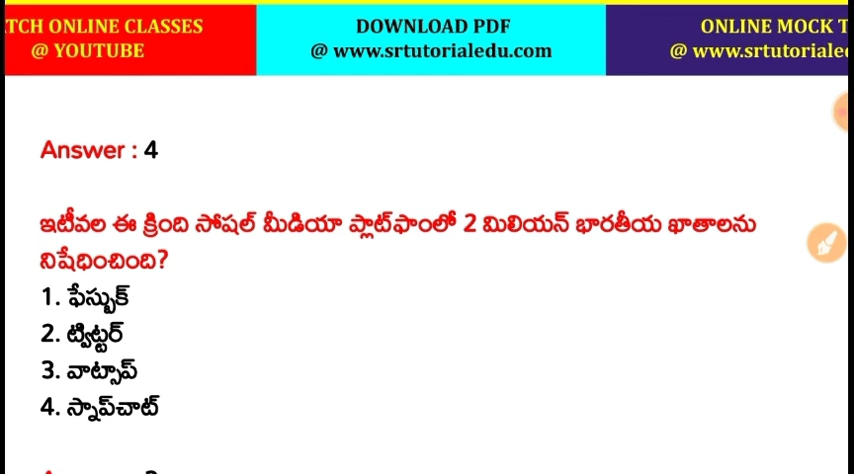 TCH ONLINE CLASSES
@ YOUTUBE
DOWNLOAD PDF
@ www.srtutorialedu.com
ONLINE MOCK T
@ www.srtutoriale
Answer : 4
ఇటీవల ఈ క్రింది సోషల్ మీడియా ప్లాట్‌ఫాంలో 2 మిలియన్ భారతీయ ఖాతాలను
నిషేధించింది?
1. ఫేస్బుక్
2. ట్విట్టర్
3. వాట్సాప్
4. స్నాప్‌చాట్